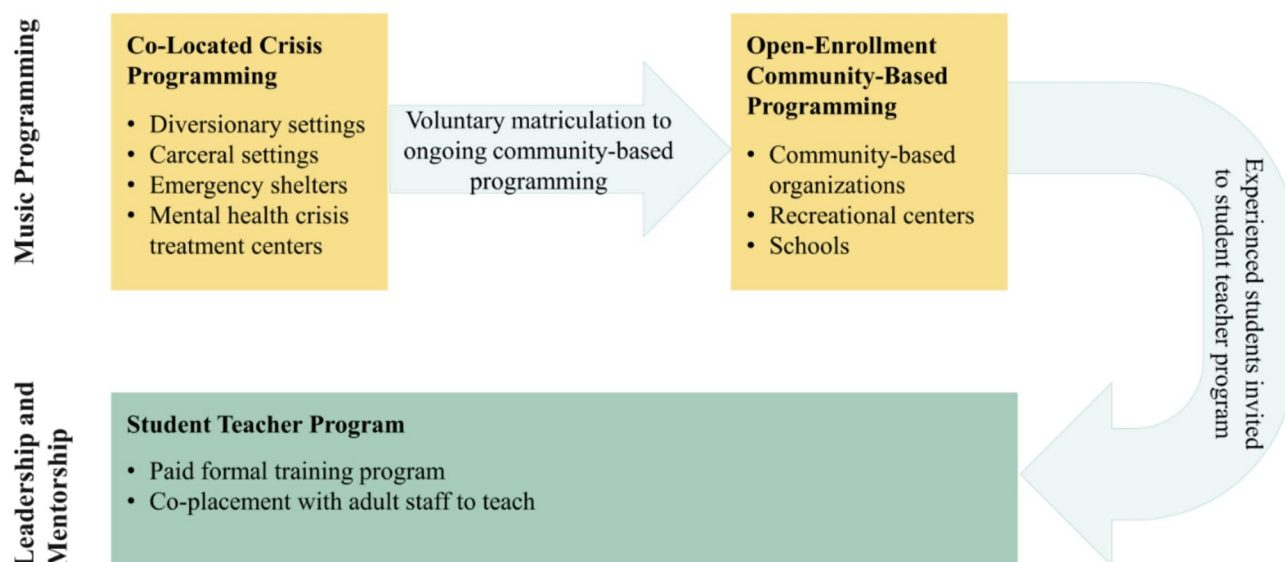 Music Programming
Co-Located Crisis
Programming
• Diversionary settings
• Carceral settings
• Emergency shelters
• Mental health crisis
treatment centers
Voluntary matriculation to
ongoing community-based
programming
Open-Enrollment
Community-Based
Programming
• Community-based
organizations
• Recreational centers
• Schools
Experienced students invited
to student teacher program
Leadership and
Mentorship
Student Teacher Program
• Paid formal training program
• Co-placement with adult staff to teach